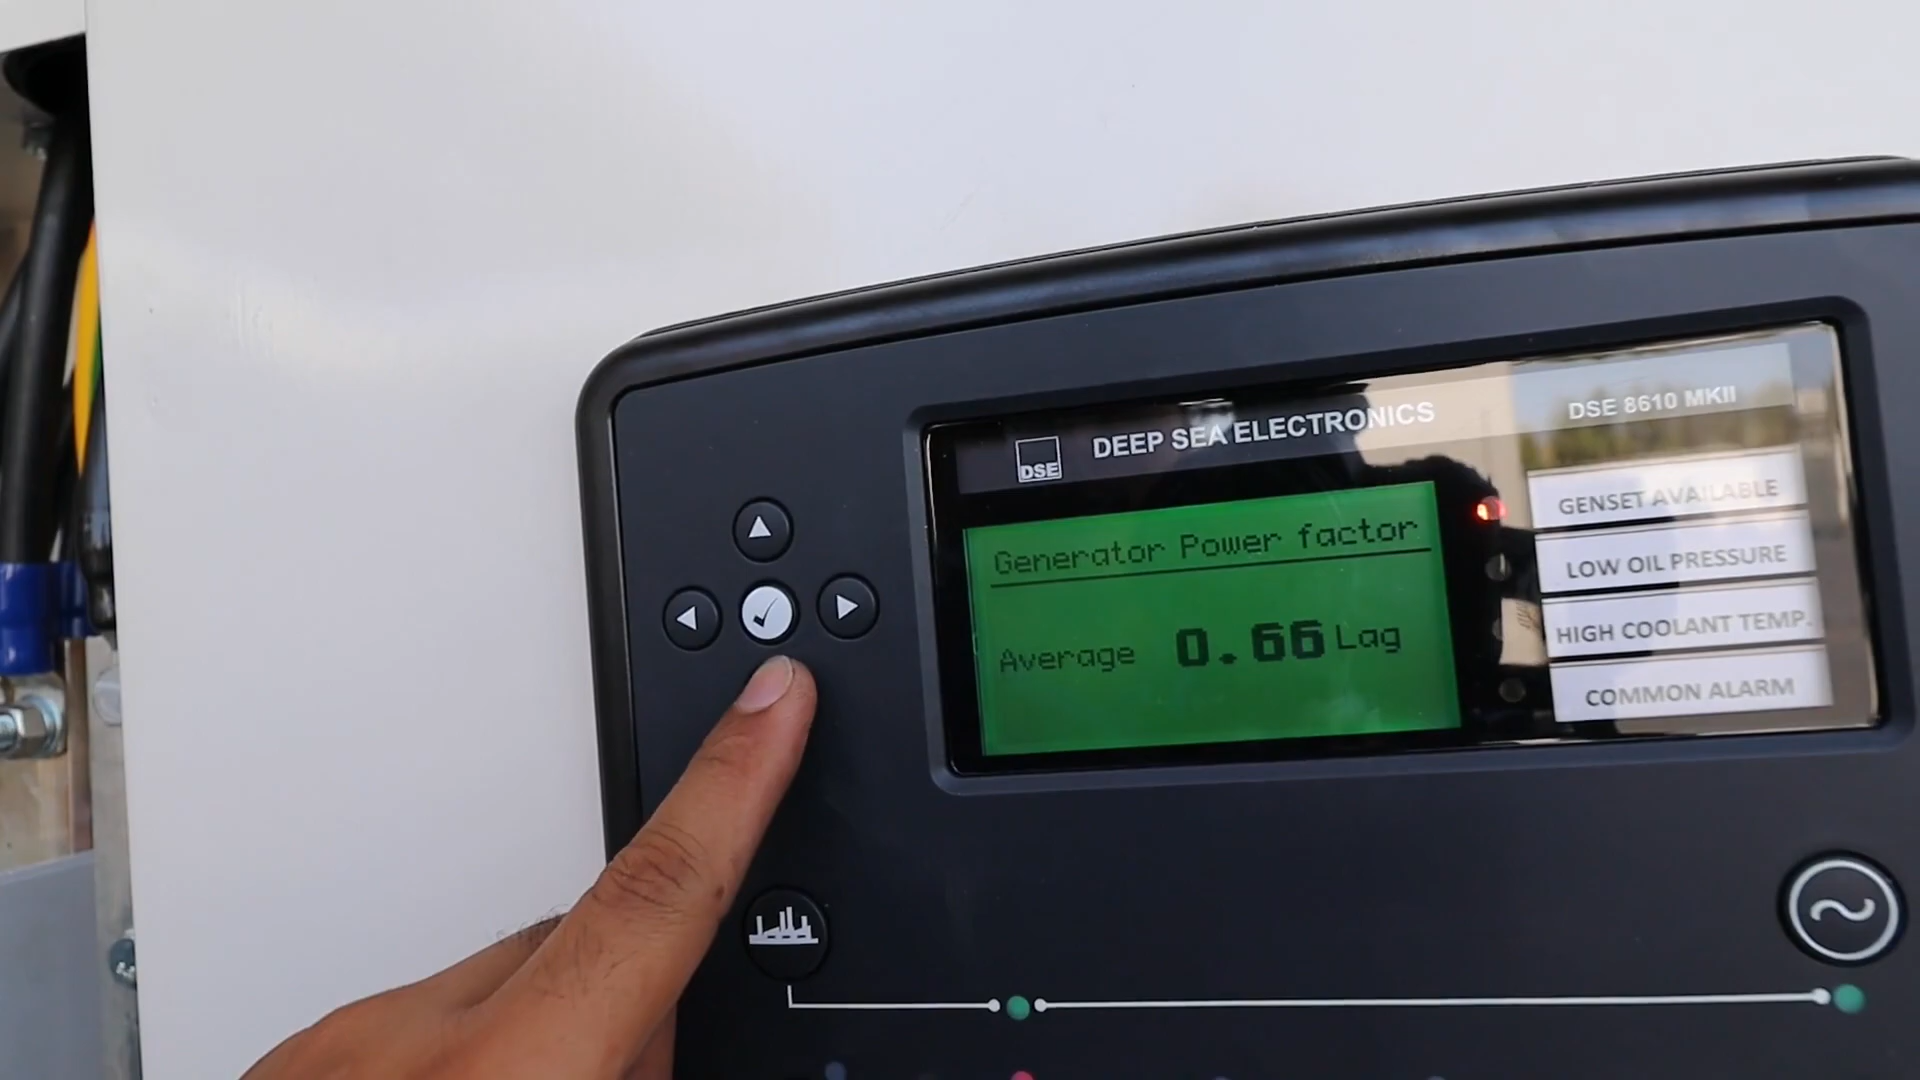 DSE
DEEP SEA ELECTRONICS
DSE 8610 MKII
Generator Power factor
Average 0.66 Lag
GENSET AVAILABLE
LOW OIL PRESSURE
HIGH COOLANT TEMP.
COMMON ALARM